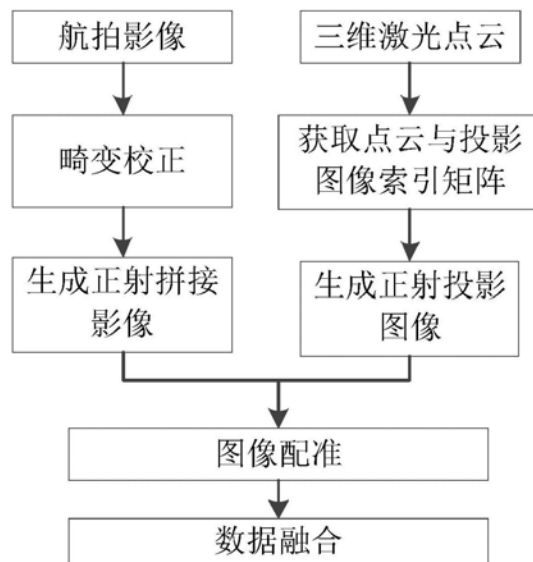 航拍影像
三维激光点云
畸变校正
获取点云与投影
图像索引矩阵
生成正射拼接
影像
生成正射投影
图像
图像配准
数据融合